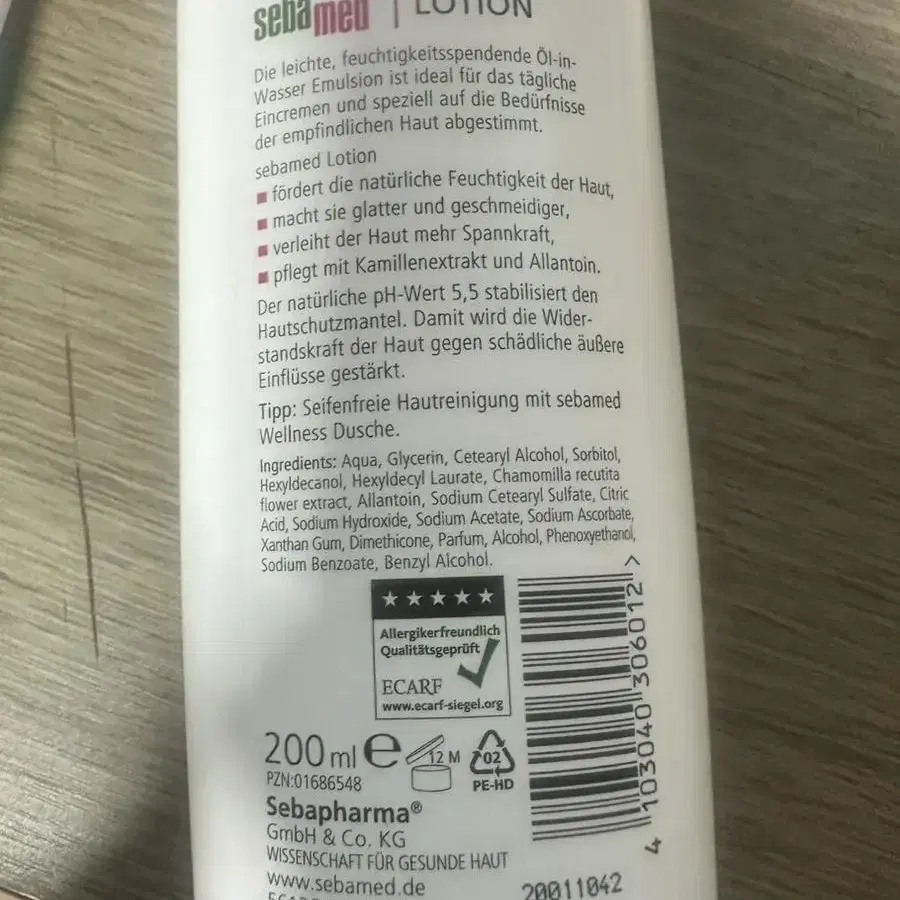 sebamed | LOTION
Die leichte, feuchtigkeitsspendende Öl-in-
Wasser Emulsion ist ideal für das tägliche
Eincremen und speziell auf die Bedürfnisse
der empfindlichen Haut abgestimmt.
sebamed Lotion
fördert die natürliche Feuchtigkeit der Haut,
macht sie glatter und geschmeidiger,
verleiht der Haut mehr Spannkraft,
pflegt mit Kamillenextrakt und Allantoin.
Der natürliche pH-Wert 5,5 stabilisiert den
Hautschutzmantel. Damit wird die Wider-
standskraft der Haut gegen schädliche äußere
Einflüsse gestärkt.
Tipp: Seifenfreie Hautreinigung mit sebamed
Wellness Dusche.
Ingredients: Aqua, Glycerin, Cetearyl Alcohol, Sorbitol,
Hexyldecanol, Hexyldecyl Laurate, Chamomilla recutita
flower extract, Allantoin, Sodium Cetearyl Sulfate, Citric
Acid, Sodium Hydroxide, Sodium Acetate, Sodium Ascorbate,
Xanthan Gum, Dimethicone, Parfum, Alcohol, Phenoxyethanol,
Sodium Benzoate, Benzyl Alcohol.
Allergikerfreundlich
Qualitätsgeprüft
ECARF
www.ecarf-siegel.org
4 103040 306012 >
200 ml e 12 M 02
PE-HD
PZN:01686548
Sebapharma®
GmbH & Co. KG
WISSENSCHAFT FÜR GESUNDE HAUT
www.sebamed.de
20011042